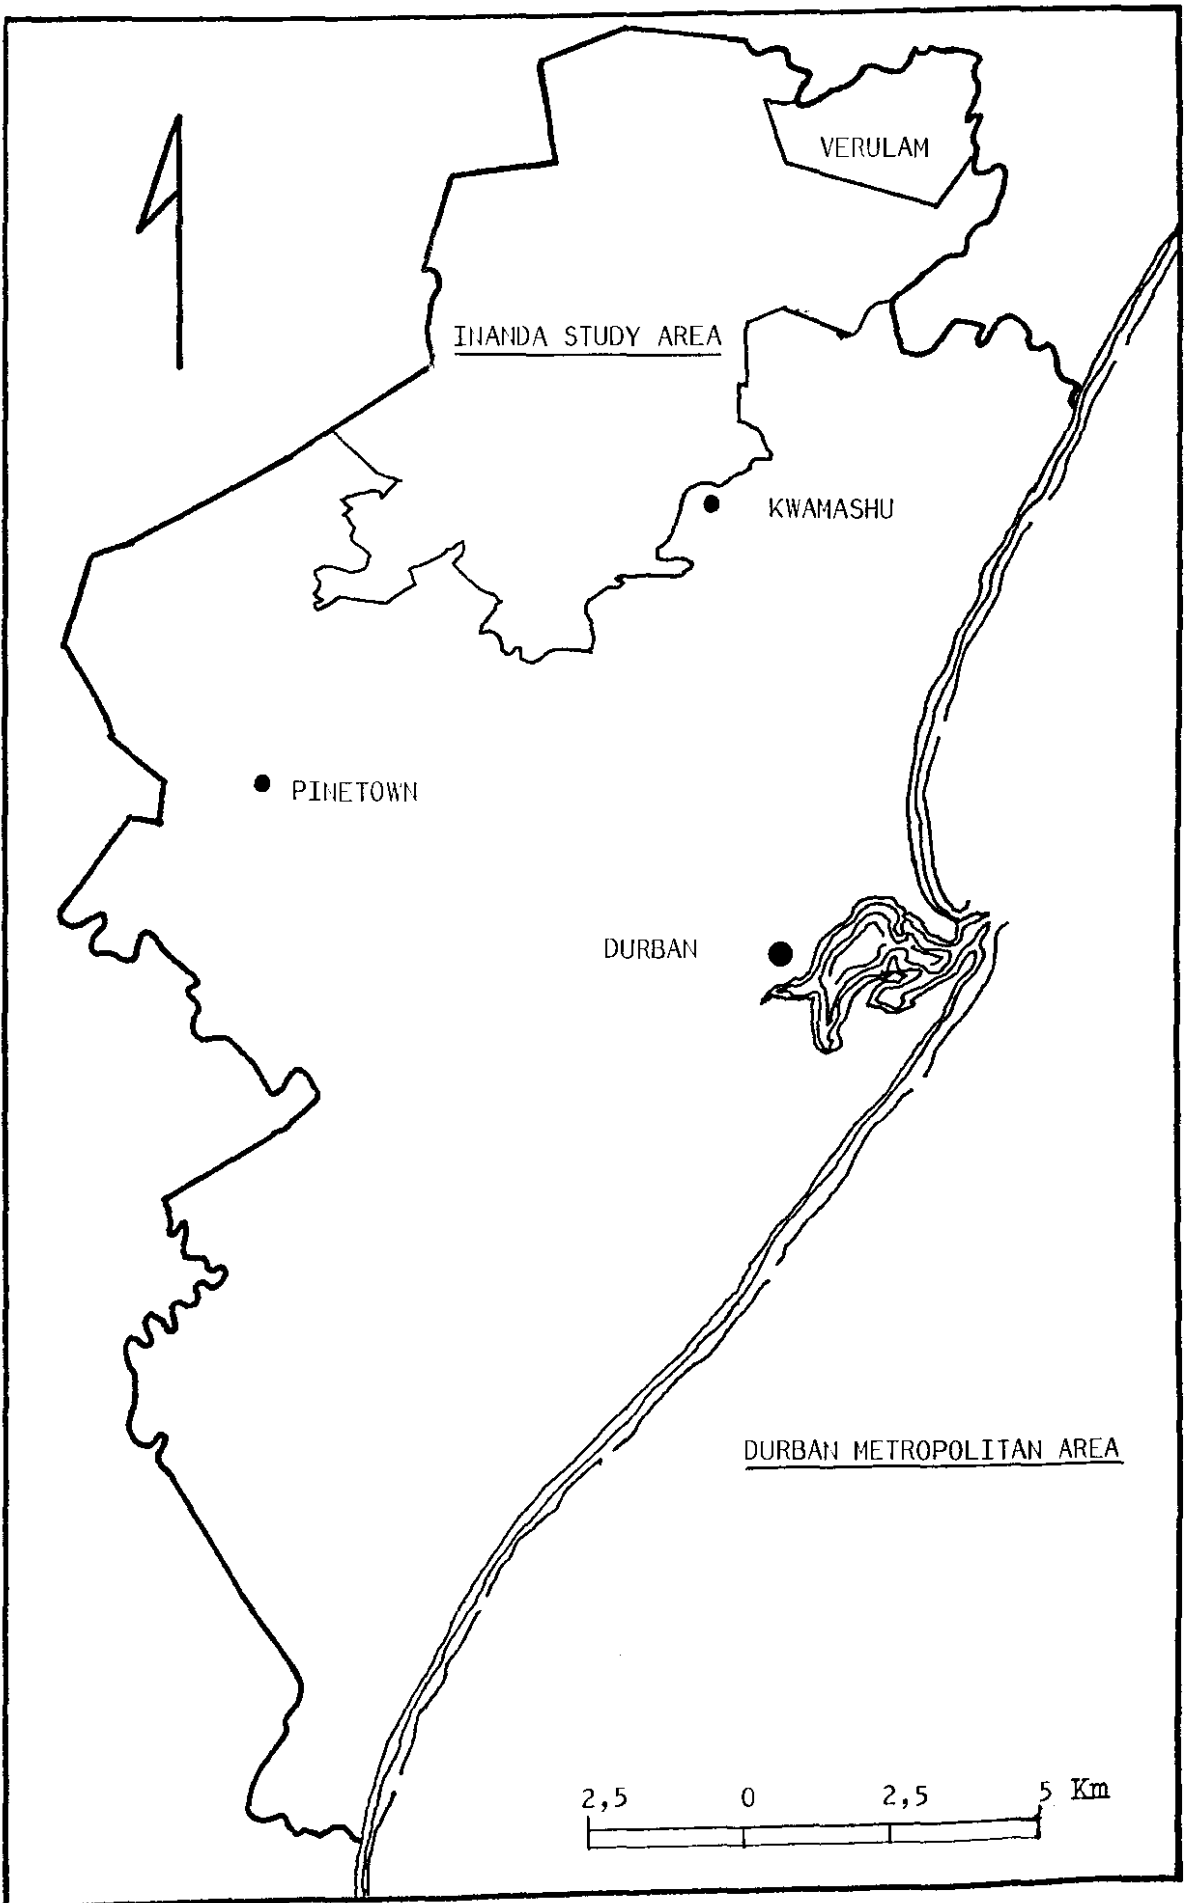 VERULAM
INANDA STUDY AREA
KWAMASHU
PINETOWN
DURBAN
DURBAN METROPOLITAN AREA
2,5 0 2,5 5 Km